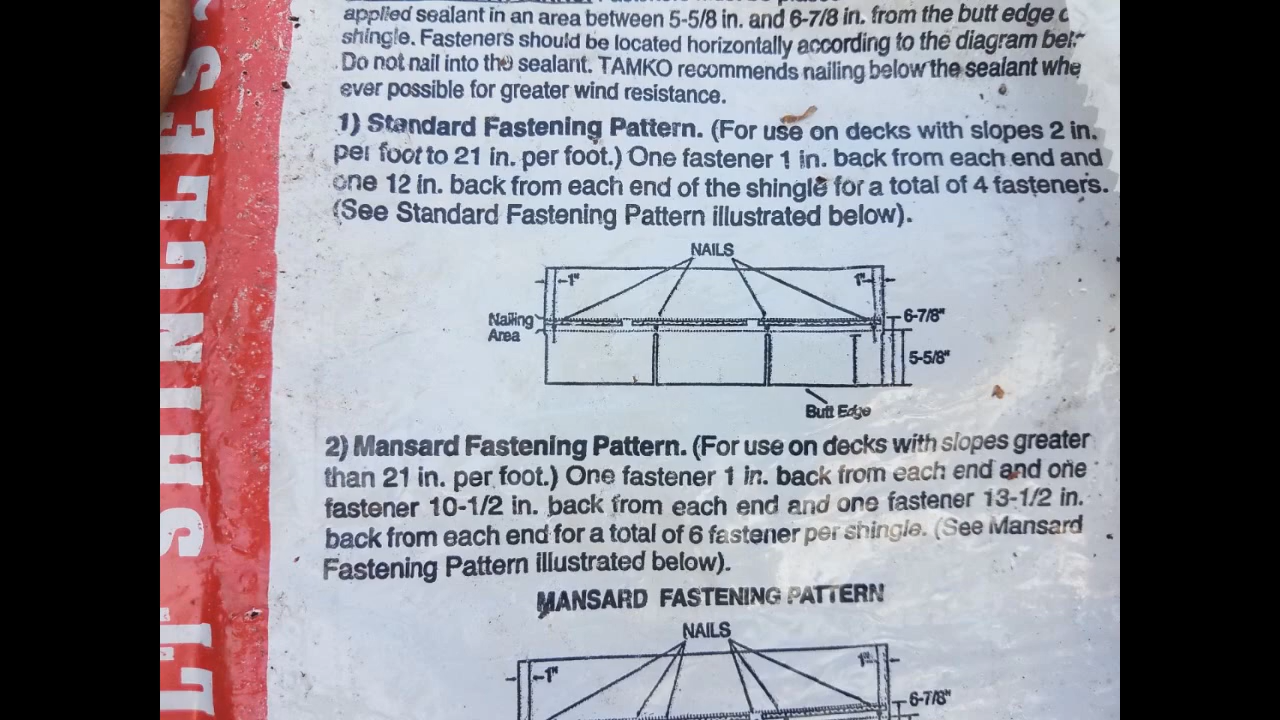 applied sealant in an area between 5-5/8 in. and 6-7/8 in. from the butt edge
shingle. Fasteners should be located horizontally according to the diagram
Do not nail into the sealant. TAMKO recommends nailing below the sealant whe
ever possible for greater wind resistance.
1) Standard Fastening Pattern. (For use on decks with slopes 2 in.
per foot to 21 in. per foot.) One fastener 1 in. back from each end and
one 12 in. back from each end of the shingle for a total of 4 fasteners.
(See Standard Fastening Pattern illustrated below).
NAILS
1" 1"
Nailing
Area
6-7/8"
5-5/8"
Butt Edge
2) Mansard Fastening Pattern. (For use on decks with slopes greater
than 21 in. per foot.) One fastener 1 in. back from each end and one
fastener 10-1/2 in. back from each end and one fastener 13-1/2 in.
back from each end for a total of 6 fastener per shingle. (See Mansard
Fastening Pattern illustrated below).
MANSARD FASTENING PATTERN
NAILS
1" 1"
6-7/8"
LT SHINGLES